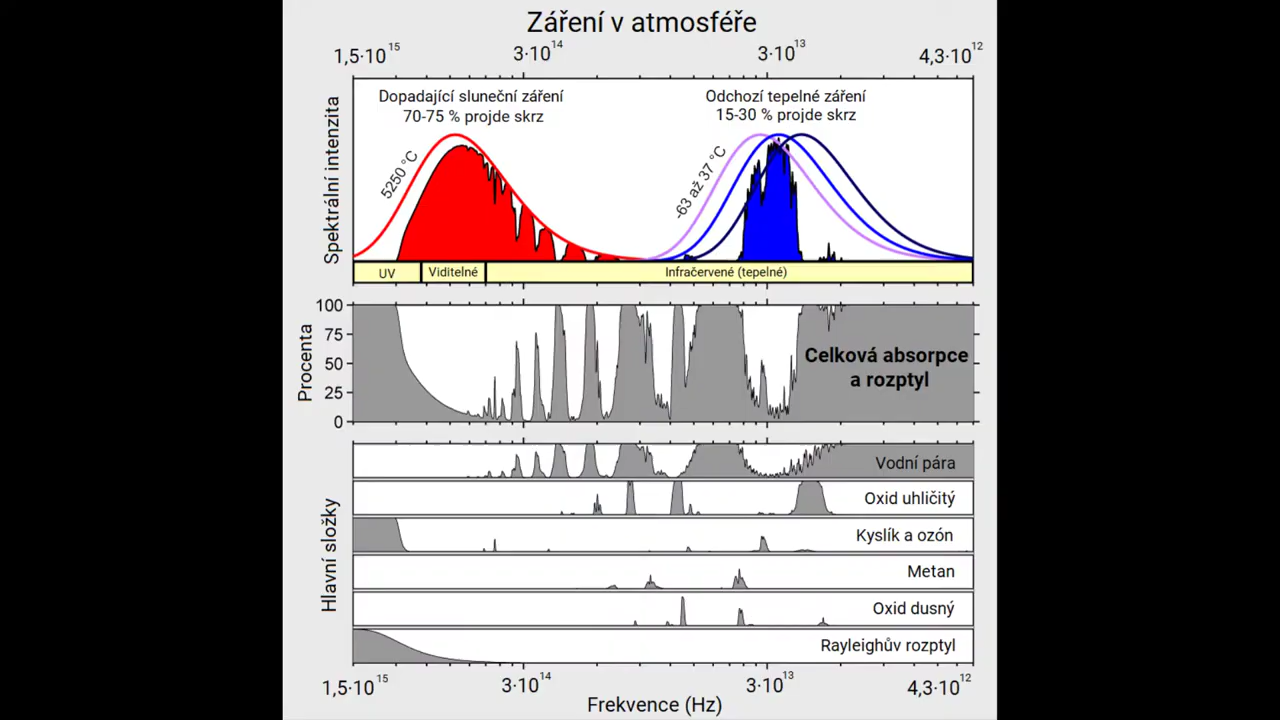 Záření v atmosféře
1,5·10¹⁵ 3·10¹⁴ 3·10¹³ 4,3·10¹²
Spektrální intenzita
Dopadající sluneční záření
70-75 % projde skrz
Odchozí tepelné záření
15-30 % projde skrz
5250 °C
-63 až 37 °C
UV Viditelné Infračervené (tepelné)
Procenta
100
75
50
25
0
Celková absorpce
a rozptyl
Hlavní složky
Vodní pára
Oxid uhličitý
Kyslík a ozón
Metan
Oxid dusný
Rayleighův rozptyl
1,5·10¹⁵ 3·10¹⁴ 3·10¹³ 4,3·10¹²
Frekvence (Hz)